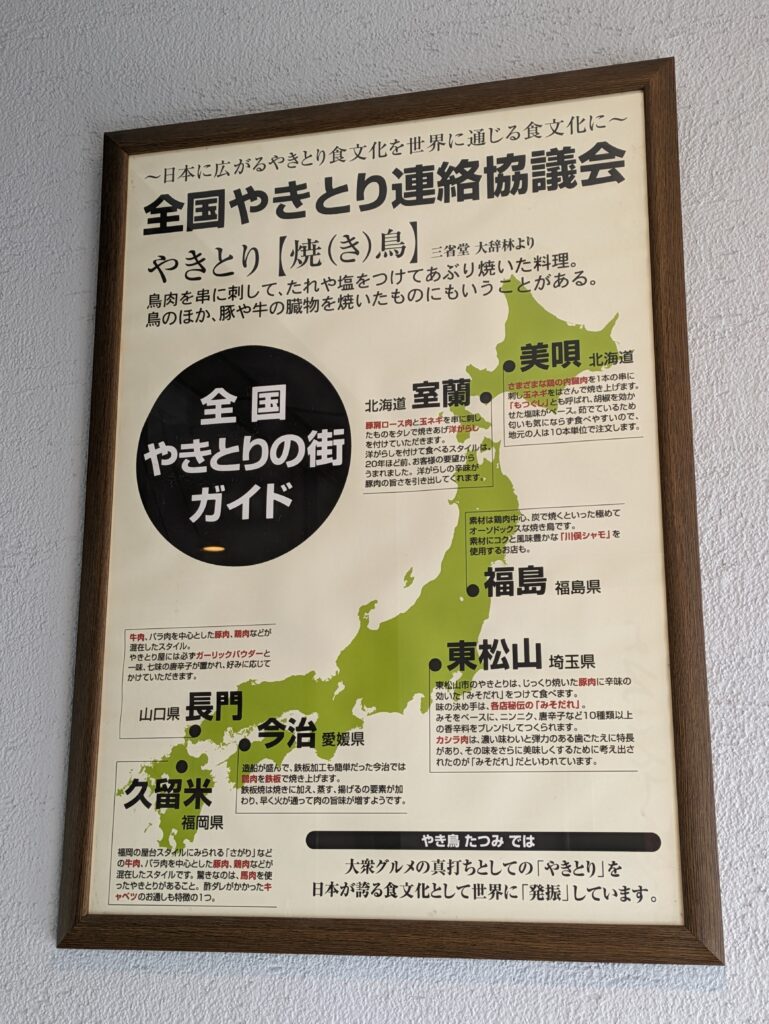 ～日本に広がるやきとり食文化を世界に通じる食文化に～
全国やきとり連絡協議会
やきとり【焼(き)鳥】 三省堂 大辞林より
鳥肉を串に刺して、たれや塩をつけてあぶり焼いた料理。
鳥のほか、豚や牛の臓物を焼いたものにもいうことがある。
全国
やきとりの街
ガイド
美唄 北海道
さまざまな鶏の内臓肉を1本の串に
刺し玉ネギをはさんで焼き上げます。
「もつぐし」とも呼ばれ、胡椒を効か
せた塩味がベース。茹でているため
匂いも気にならず食べやすいので、
地元の人は10本単位で注文します。
北海道 室蘭
豚肩ロース肉と玉ネギを串に刺し
たものをタレで焼きあげ洋がらし
を付けていただきます。
洋がらしを付けて食べるスタイルは、
20年ほど前、お客様の要望から
うまれました。洋がらしの辛味が
豚肉の旨さを引き出してくれます。
素材は鶏肉中心、炭で焼くといった極めて
オーソドックスな焼き鳥です。
素材にコクと風味豊かな「川俣シャモ」を
使用するお店も。
福島 福島県
東松山 埼玉県
東松山市のやきとりは、じっくり焼いた豚肉に辛味の
効いた「みそだれ」をつけて食べます。
味の決め手は、各店秘伝の「みそだれ」。
みそをベースに、ニンニク、唐辛子など10種類以上
の香辛料をブレンドしてつくられます。
カシラ肉は、濃い味わいと弾力のある歯ごたえに特長
があり、その味をさらに美味しくするために考え出さ
れたのが「みそだれ」だといわれています。
牛肉、バラ肉を中心とした豚肉、鶏肉などが
混在したスタイル。
やきとり屋には必ずガーリックパウダーと
一味、七味の唐辛子が置かれ、好みに応じて
かけていただきます。
山口県 長門
今治 愛媛県
造船が盛んで、鉄板加工も簡単だった今治では
鶏肉を鉄板で焼き上げます。
鉄板焼は焼きに加え、蒸す、揚げるの要素が加
わり、早く火が通って肉の旨味が増すようです。
久留米
福岡県
福岡の屋台スタイルにみられる「さがり」など
の牛肉、バラ肉を中心とした豚肉、鶏肉などが
混在したスタイルです。驚きなのは、馬肉を使
ったやきとりがあること。酢ダレがかかったキ
ャベツのお通しも特徴の1つ。
やき鳥 たつみ では
大衆グルメの真打ちとしての「やきとり」を
日本が誇る食文化として世界に「発振」しています。